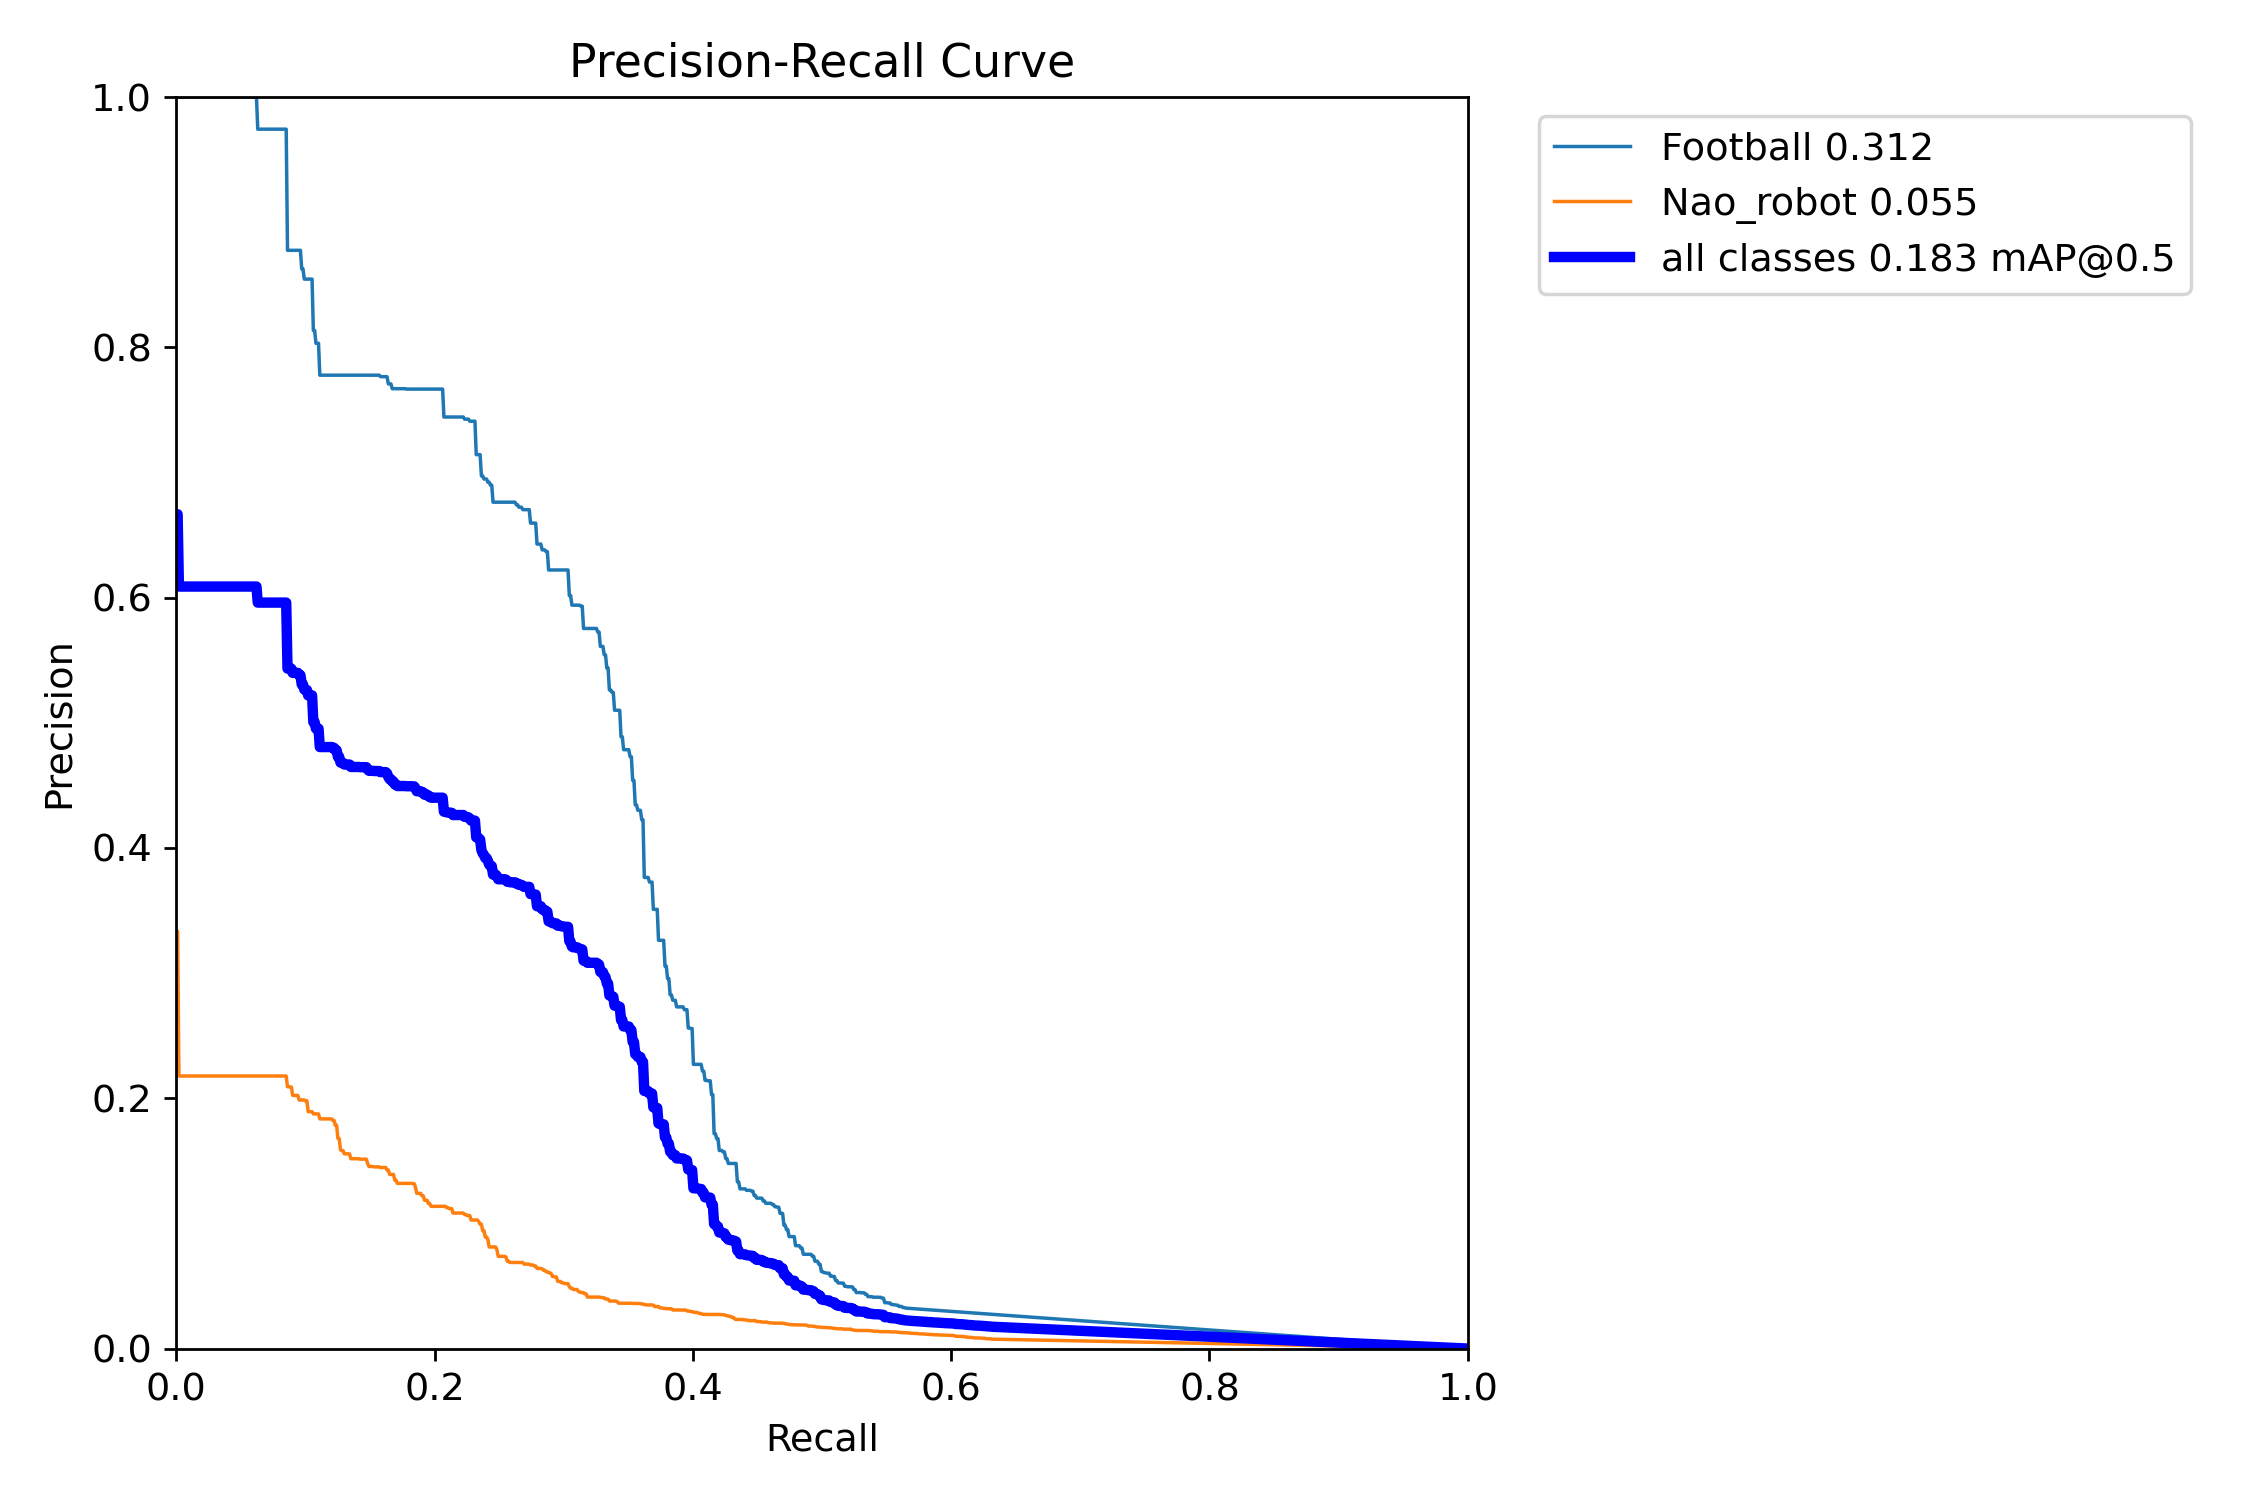 Precision-Recall Curve
1.0
0.8
0.6
0.4
0.2
0.0
Precision
0.0 0.2 0.4 0.6 0.8 1.0
Recall
Football 0.312
Nao_robot 0.055
all classes 0.183 mAP@0.5